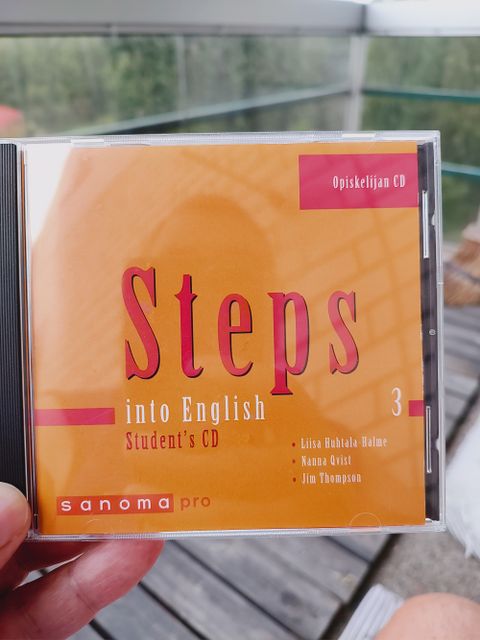 Opiskelijan CD
Steps
into English
3
Student's CD
• Liisa Huhtala-Halme
• Nanna Qvist
• Jim Thompson
sanoma pro